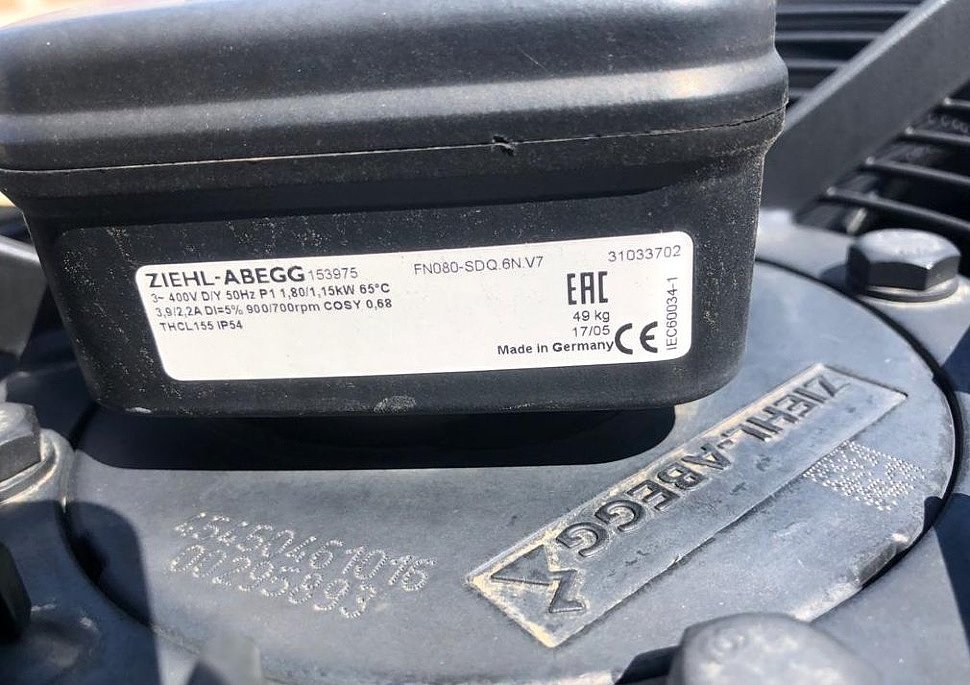 ZIEHL-ABEGG 153975 FN080-SDQ.6N.V7 31033702
3~ 400V D/Y 50Hz P1 1,80/1,15kW 65°C
3,9/2,2A DI=5% 900/700rpm COSY 0,68
THCL155 IP54
EAC
49 kg
17/05
Made in Germany CE
IEC60034-1
ZIEHL-ABEGG
00295893